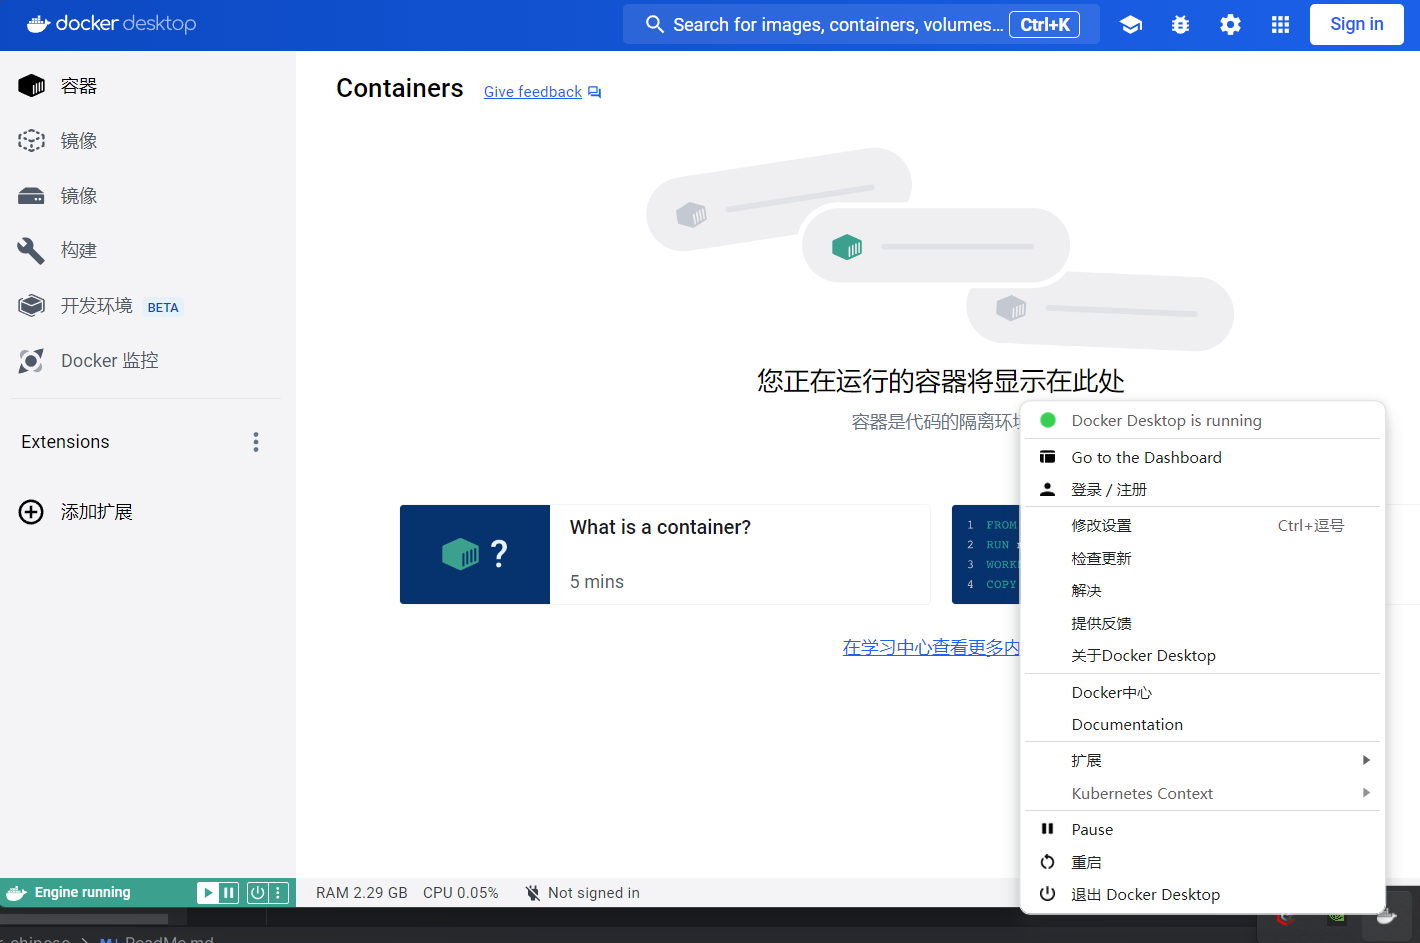 docker desktop
Search for images, containers, volumes... Ctrl+K
Sign in
容器
镜像
镜像
构建
开发环境 BETA
Docker 监控
Extensions
添加扩展
Containers Give feedback
您正在运行的容器将显示在此处
容器是代码的隔离环
What is a container?
5 mins
1 FROM
2 RUN
3 WORK
4 COPY
在学习中心查看更多内
Docker Desktop is running
Go to the Dashboard
登录 / 注册
修改设置 Ctrl+逗号
检查更新
解决
提供反馈
关于Docker Desktop
Docker中心
Documentation
扩展
Kubernetes Context
Pause
重启
退出 Docker Desktop
Engine running
RAM 2.29 GB CPU 0.05% Not signed in
ReadMe.md